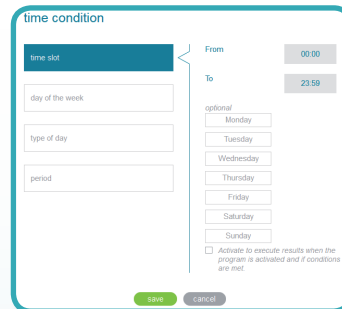 time condition
time slot
day of the week
type of day
period
From
00:00
To
23:59
optional
Monday
Tuesday
Wednesday
Thursday
Friday
Saturday
Sunday
Activate to execute results when the
program is activated and if conditions
are met
save
cancel